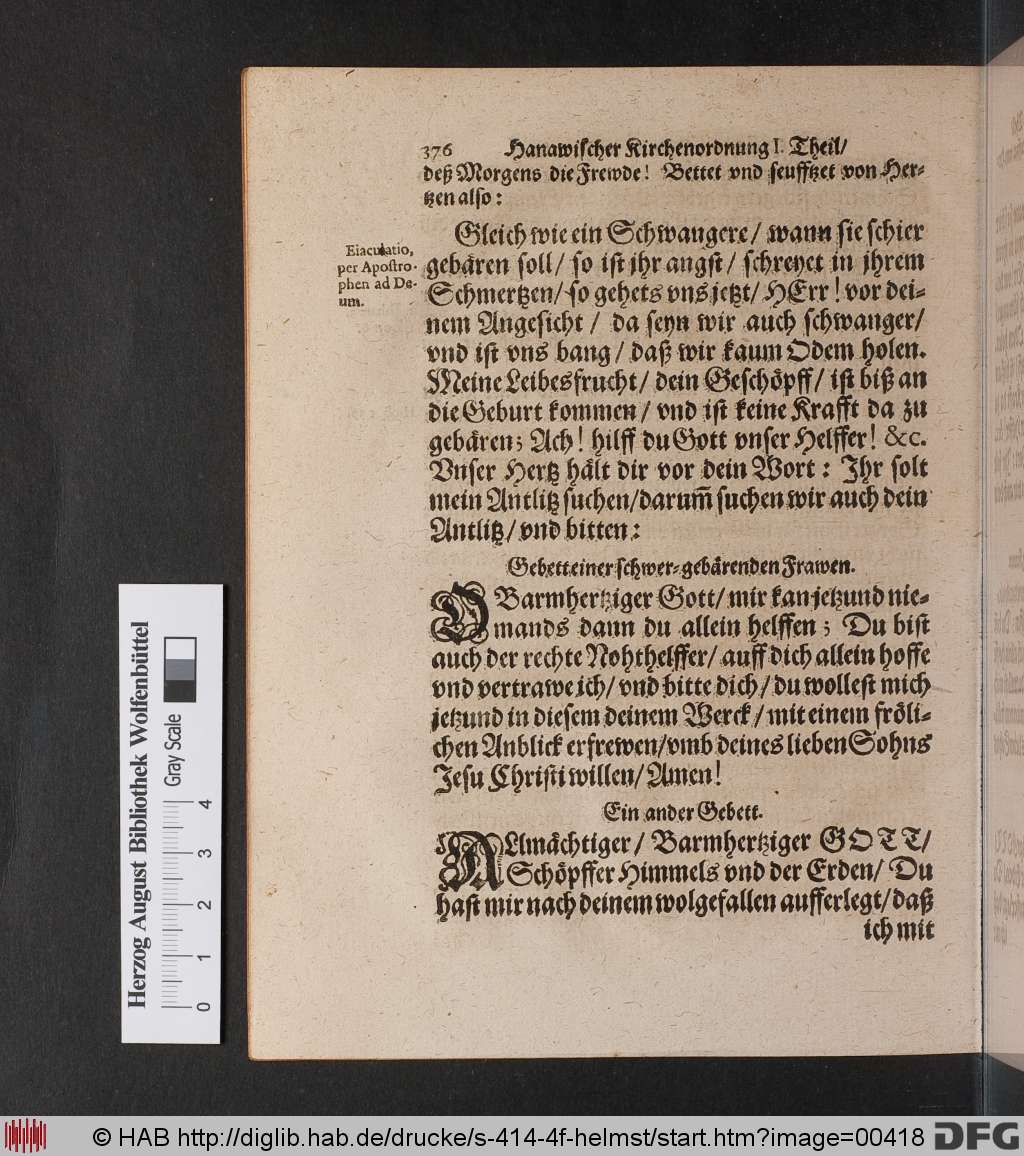 376 Hanawischer Kirchenordnung I. Theil/
deß Morgens die Frewde! Bettet vnd seufftzet von Her-
tzen also:
Eiaculatio,
per Apostro-
phen ad De-
um.
Gleich wie ein Schwangere/ wann sie schier
gebären soll/ so ist jhr angst/ schreyet in jhrem
Schmertzen/ so gehets vns jetzt/ HErr! vor dei-
nem Angesicht/ da seyn wir auch schwanger/
vnd ist vns bang/ daß wir kaum Odem holen.
Meine Leibesfrucht/ dein Geschöpff/ ist biß an
die Geburt kommen/ vnd ist keine Krafft da zu
gebären; Ach! hilff du Gott vnser Helffer! &c.
Vnser Hertz hält dir vor dein Wort: Jhr solt
mein Antlitz suchen/ darum̃ suchen wir auch dein
Antlitz/ vnd bitten:
Gebett einer schwer-gebärenden Frawen.
O Barmhertziger Gott/ mir kan jetzund nie-
mands dann du allein helffen; Du bist
auch der rechte Nohthelffer/ auff dich allein hoffe
vnd vertrawe ich/ vnd bitte dich/ du wollest mich
jetzund in diesem deinem Werck/ mit einem fröli-
chen Anblick erfrewen/ vmb deines lieben Sohns
Jesu Christi willen/ Amen!
Ein ander Gebett.
ALlmächtiger/ Barmhertziger GOTT/
Schöpffer Himmels vnd der Erden/ Du
hast mir nach deinem wolgefallen aufferlegt/ daß
ich mit
Herzog August Bibliothek Wolfenbüttel
Gray Scale
0 1 2 3 4
© HAB http://diglib.hab.de/drucke/s-414-4f-helmst/start.htm?image=00418 DFG